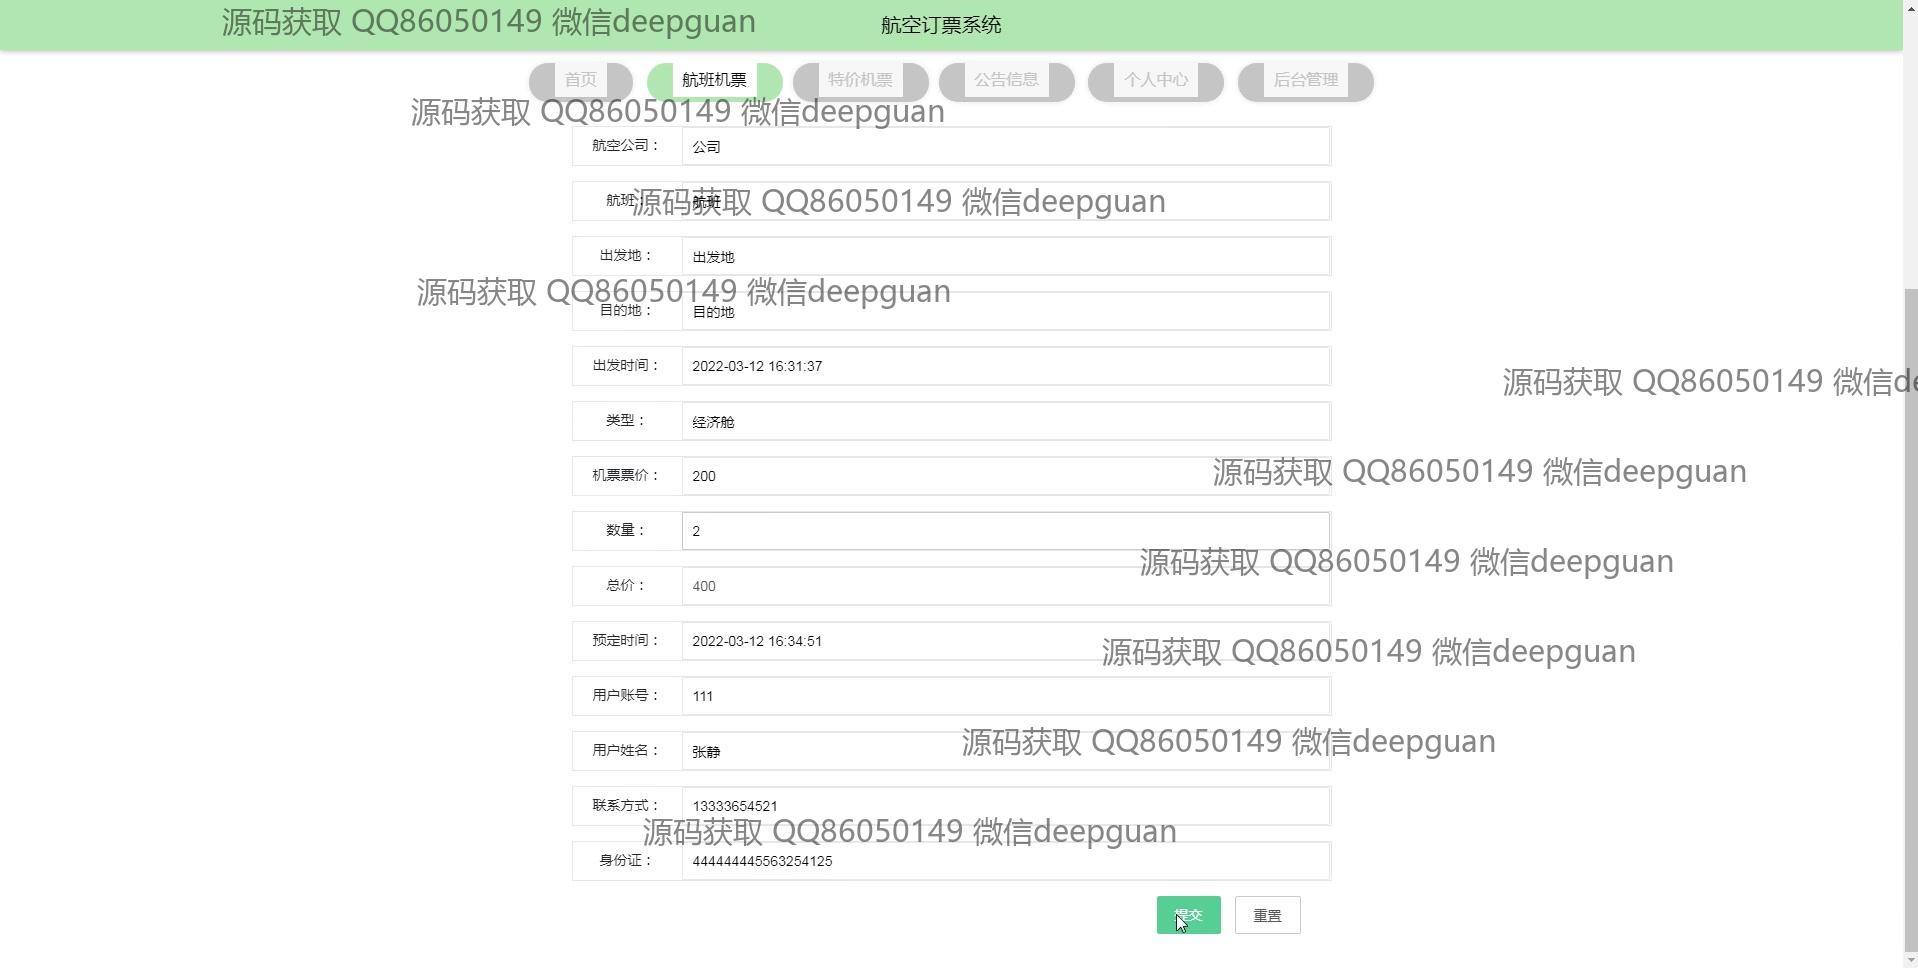 源码获取 QQ86050149 微信deepguan
航空订票系统
首页
航班机票
特价机票
公告信息
个人中心
后台管理
源码获取 QQ86050149 微信deepguan
航空公司： 公司
航班： 航班
源码获取 QQ86050149 微信deepguan
出发地： 出发地
源码获取 QQ86050149 微信deepguan
目的地： 目的地
出发时间： 2022-03-12 16:31:37
源码获取 QQ86050149 微信de
类型： 经济舱
机票票价： 200
源码获取 QQ86050149 微信deepguan
数量： 2
源码获取 QQ86050149 微信deepguan
总价： 400
预定时间： 2022-03-12 16:34:51
源码获取 QQ86050149 微信deepguan
用户账号： 111
用户姓名： 张静
源码获取 QQ86050149 微信deepguan
联系方式： 13333654521
源码获取 QQ86050149 微信deepguan
身份证： 444444445563254125
提交
重置